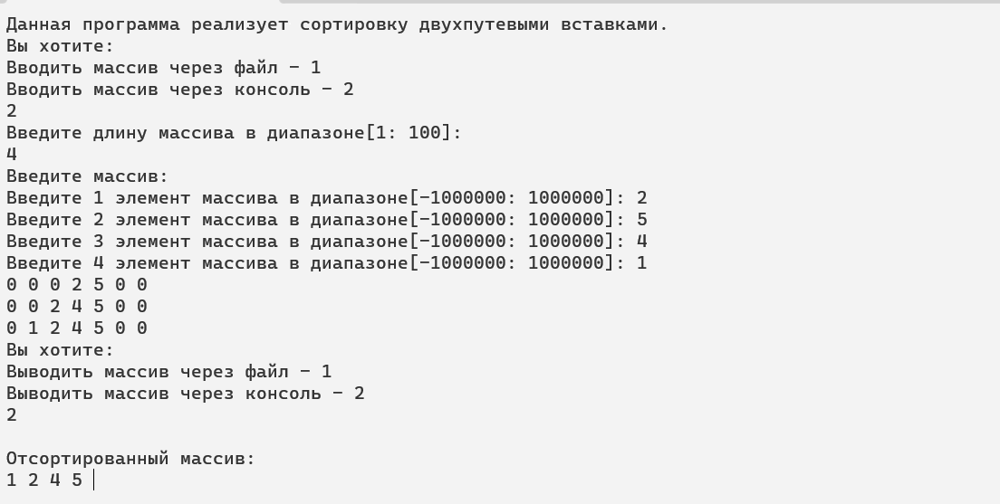 Данная программа реализует сортировку двухпутевыми вставками.
Вы хотите:
Вводить массив через файл - 1
Вводить массив через консоль - 2
2
Введите длину массива в диапазоне[1: 100]:
4
Введите массив:
Введите 1 элемент массива в диапазоне[-1000000: 1000000]: 2
Введите 2 элемент массива в диапазоне[-1000000: 1000000]: 5
Введите 3 элемент массива в диапазоне[-1000000: 1000000]: 4
Введите 4 элемент массива в диапазоне[-1000000: 1000000]: 1
0 0 0 2 5 0 0
0 0 2 4 5 0 0
0 1 2 4 5 0 0
Вы хотите:
Выводить массив через файл - 1
Выводить массив через консоль - 2
2
Отсортированный массив:
1 2 4 5